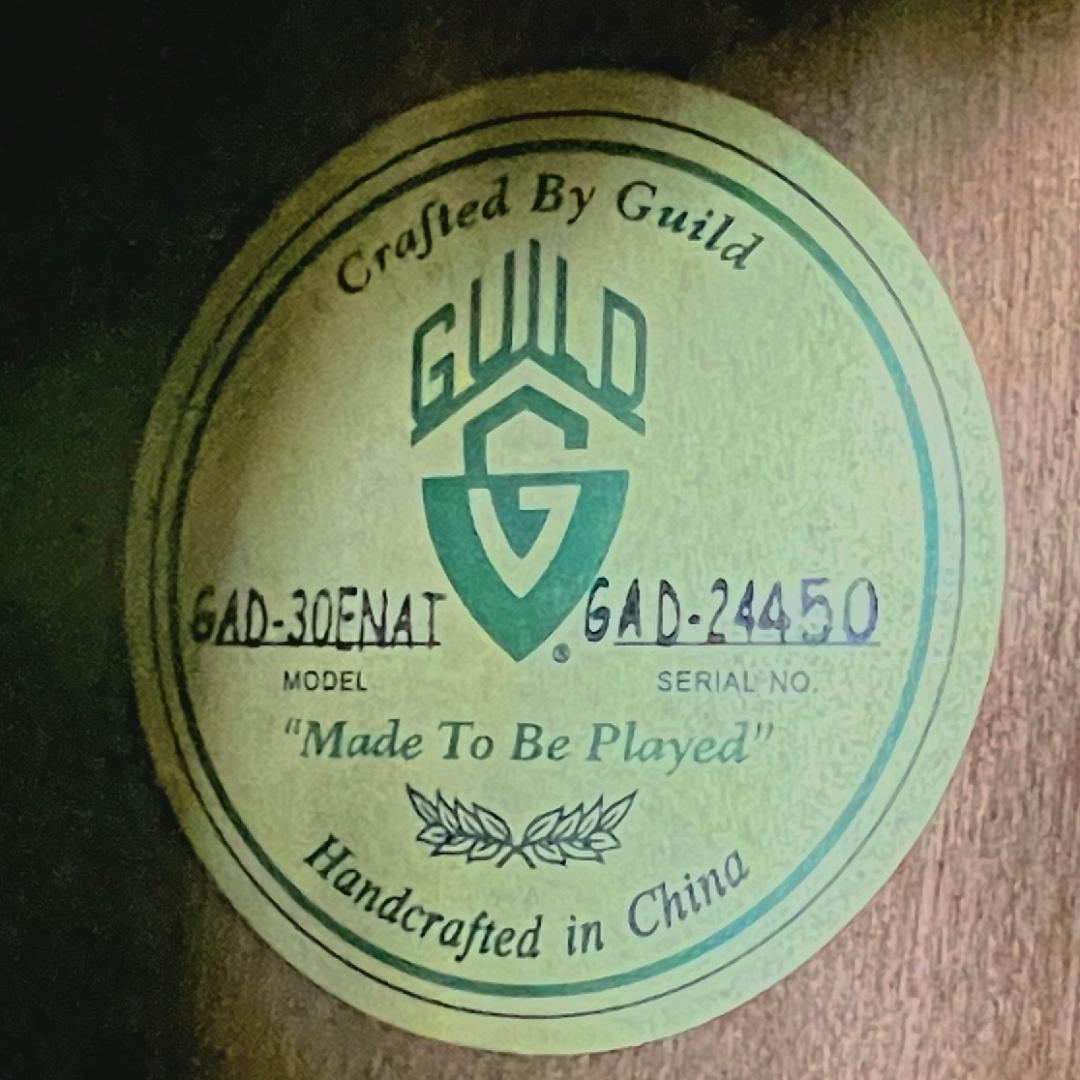 Crafted By Guild
GUILD
G
GAD-30ENAT GAD-24450
®
MODEL SERIAL NO.
"Made To Be Played"
Handcrafted in China